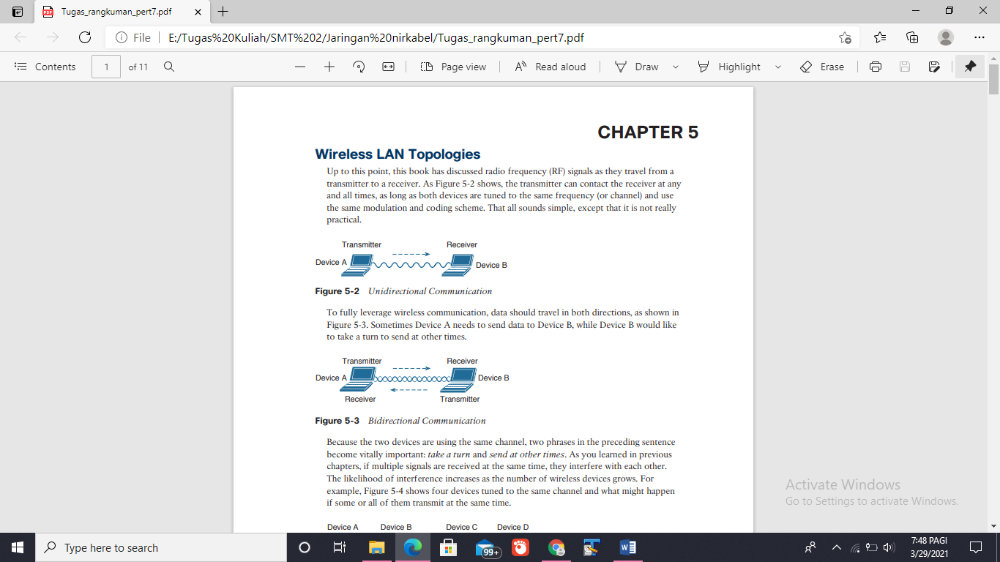 Tugas_rangkuman_pert7.pdf
File
E:/Tugas%20Kuliah/SMT%202/Jaringan%20nirkabel/Tugas_rangkuman_pert7.pdf
Contents
1
of 11
Page view
Read aloud
Draw
Highlight
Erase
CHAPTER 5
Wireless LAN Topologies
Up to this point, this book has discussed radio frequency (RF) signals as they travel from a
transmitter to a receiver. As Figure 5-2 shows, the transmitter can contact the receiver at any
and all times, as long as both devices are tuned to the same frequency (or channel) and use
the same modulation and coding scheme. That all sounds simple, except that it is not really
practical.
Transmitter
Receiver
Device A
Device B
Figure 5-2 Unidirectional Communication
To fully leverage wireless communication, data should travel in both directions, as shown in
Figure 5-3. Sometimes Device A needs to send data to Device B, while Device B would like
to take a turn to send at other times.
Transmitter
Receiver
Device A
Device B
Receiver
Transmitter
Figure 5-3 Bidirectional Communication
Because the two devices are using the same channel, two phrases in the preceding sentence
become vitally important: take a turn and send at other times. As you learned in previous
chapters, if multiple signals are received at the same time, they interfere with each other.
The likelihood of interference increases as the number of wireless devices grows. For
example, Figure 5-4 shows four devices tuned to the same channel and what might happen
if some or all of them transmit at the same time.
Device A
Device B
Device C
Device D
Activate Windows
Go to Settings to activate Windows.
Type here to search
99+
7:48 PAGI
3/29/2021